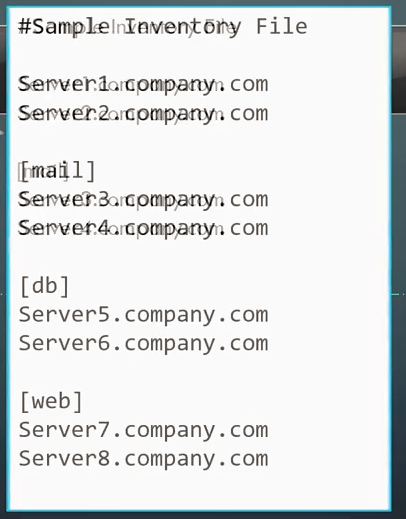 #Sample Inventory File
Server1.company.com
Server2.company.com
[mail]
Server3.company.com
Server4.company.com
[db]
Server5.company.com
Server6.company.com
[web]
Server7.company.com
Server8.company.com